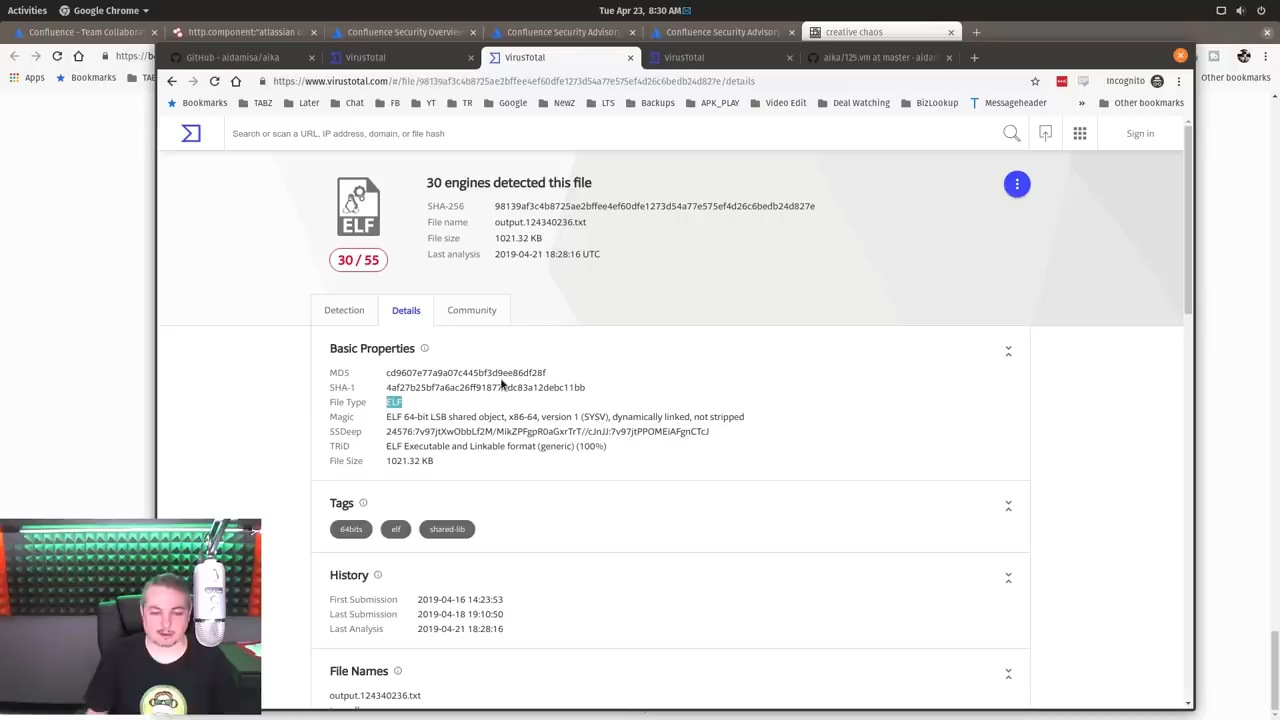 Activities
Google Chrome
Tue Apr 23, 8:30 AM
Confluence - Team Collabora
http.component:"atlassian c
Confluence Security Overview
Confluence Security Advisory
Confluence Security Advisory
creative chaos
https://b
Apps
Bookmarks
TAB
Other bookmarks
GitHub - aidamisa/aika
VirusTotal
VirusTotal
VirusTotal
aika/125.vm at master · aida
https://www.virustotal.com/#/file/98139af3c4b8725ae2bffee4ef60dfe1273d54a77e575ef4d26c6bedb24d827e/details
Incognito
Bookmarks
TABZ
Later
Chat
FB
YT
TR
Google
NewZ
LTS
Backups
APK_PLAY
Video Edit
Deal Watching
BizLookup
Messageheader
»
Other bookmarks
Search or scan a URL, IP address, domain, or file hash
Sign in
ELF
30 / 55
30 engines detected this file
SHA-256 98139af3c4b8725ae2bffee4ef60dfe1273d54a77e575ef4d26c6bedb24d827e
File name output.124340236.txt
File size 1021.32 KB
Last analysis 2019-04-21 18:28:16 UTC
Detection
Details
Community
Basic Properties
MD5 cd9607e77a9a07c445bf3d9ee86df28f
SHA-1
File Type ELF
Magic ELF 64-bit LSB shared object, x86-64, version 1 (SYSV), dynamically linked, not stripped
SSDeep 24576:7v97jtXwObbLf2M/MikZPFgpR0aGxrTrT//cJnJJ:7v97jtPPOMEiAFgnCTcJ
TRiD ELF Executable and Linkable format (generic) (100%)
File Size 1021.32 KB
Tags
64bits
elf
shared-lib
History
First Submission 2019-04-16 14:23:53
Last Submission 2019-04-18 19:10:50
Last Analysis 2019-04-21 18:28:16
File Names
output.124340236.txt